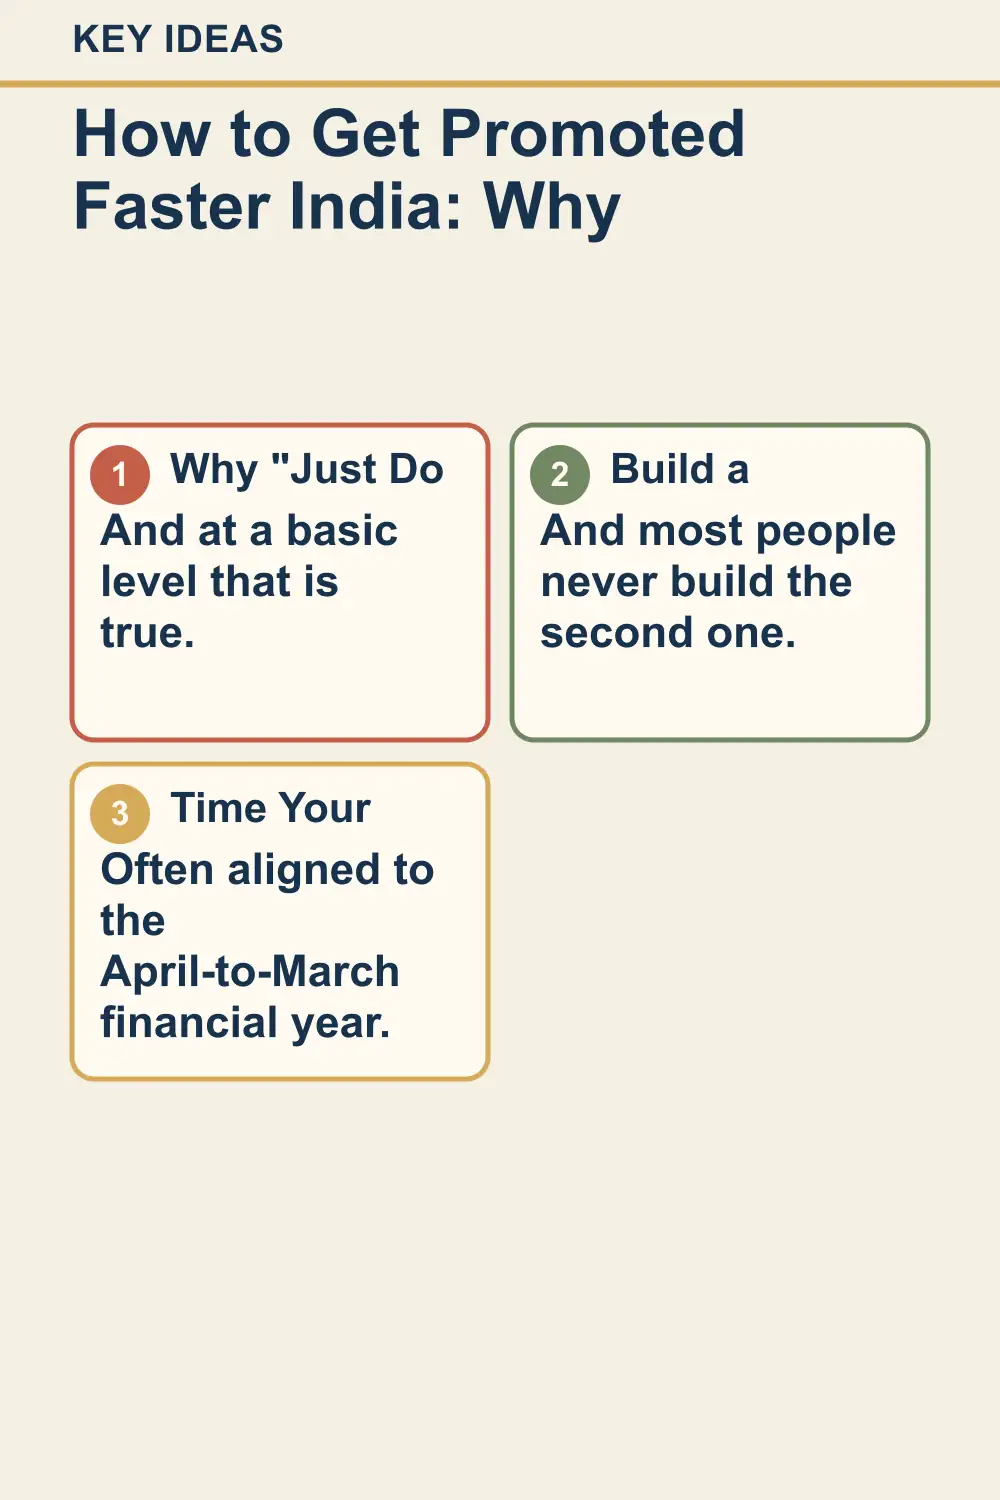 KEY IDEAS
How to Get Promoted
Faster India: Why
1 Why "Just Do
And at a basic
level that is
true.
2 Build a
And most people
never build the
second one.
3 Time Your
Often aligned to
the
April-to-March
financial year.